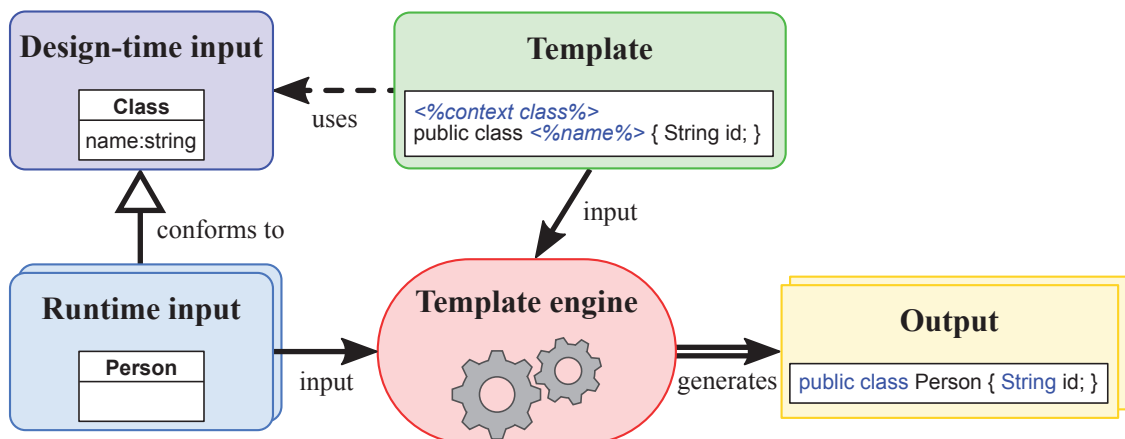 Design-time input
Class
name:string
uses
Template
<%context class%>
public class <%name%> { String id; }
conforms to
input
Runtime input
Person
input
Template engine
generates
Output
public class Person { String id; }